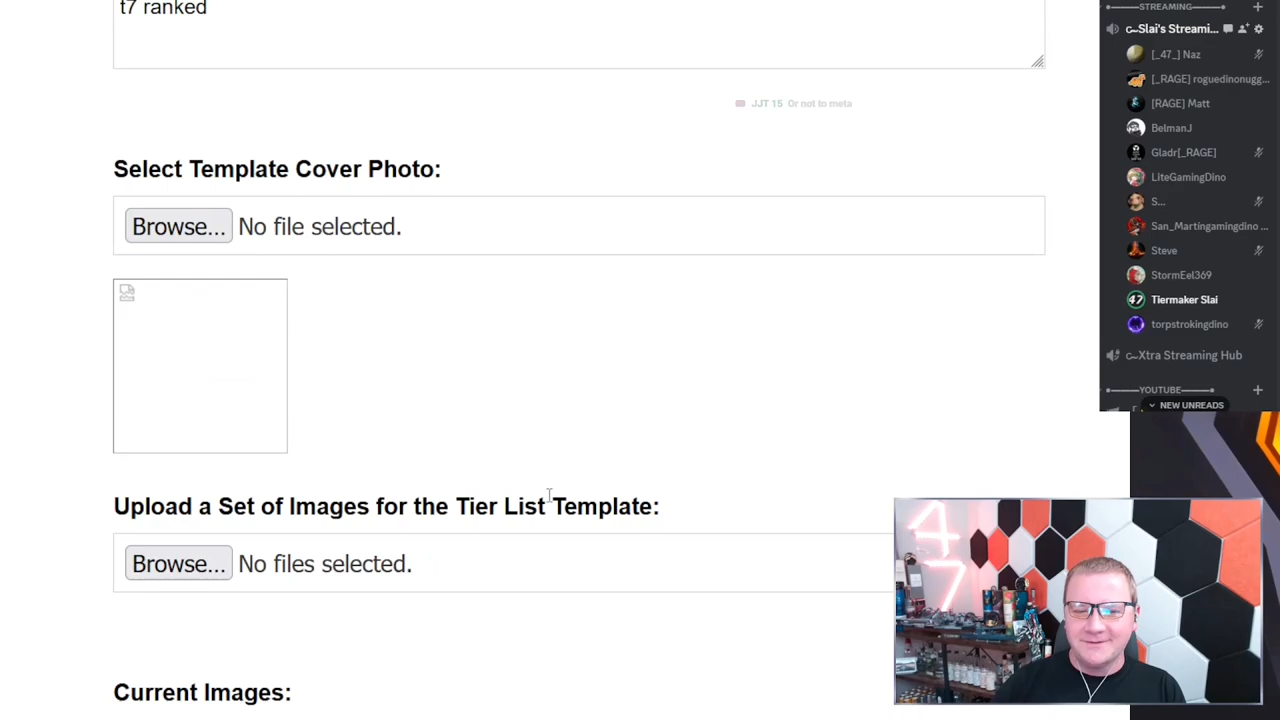 t7 ranked
JJT 15 Or not to meta
Select Template Cover Photo:
Browse... No file selected.
Upload a Set of Images for the Tier List Template:
Browse... No files selected.
Current Images:
STREAMING
Slai's Streami...
[_47_] Naz
[_RAGE] roguedinonugg...
[RAGE] Matt
BelmanJ
Gladr[_RAGE]
LiteGamingDino
S...
San_Martingamingdino ...
Steve
StormEel369
47 Tiermaker Slai
torpstrokingdino
Xtra Streaming Hub
YOUTUBE
NEW UNREADS
47